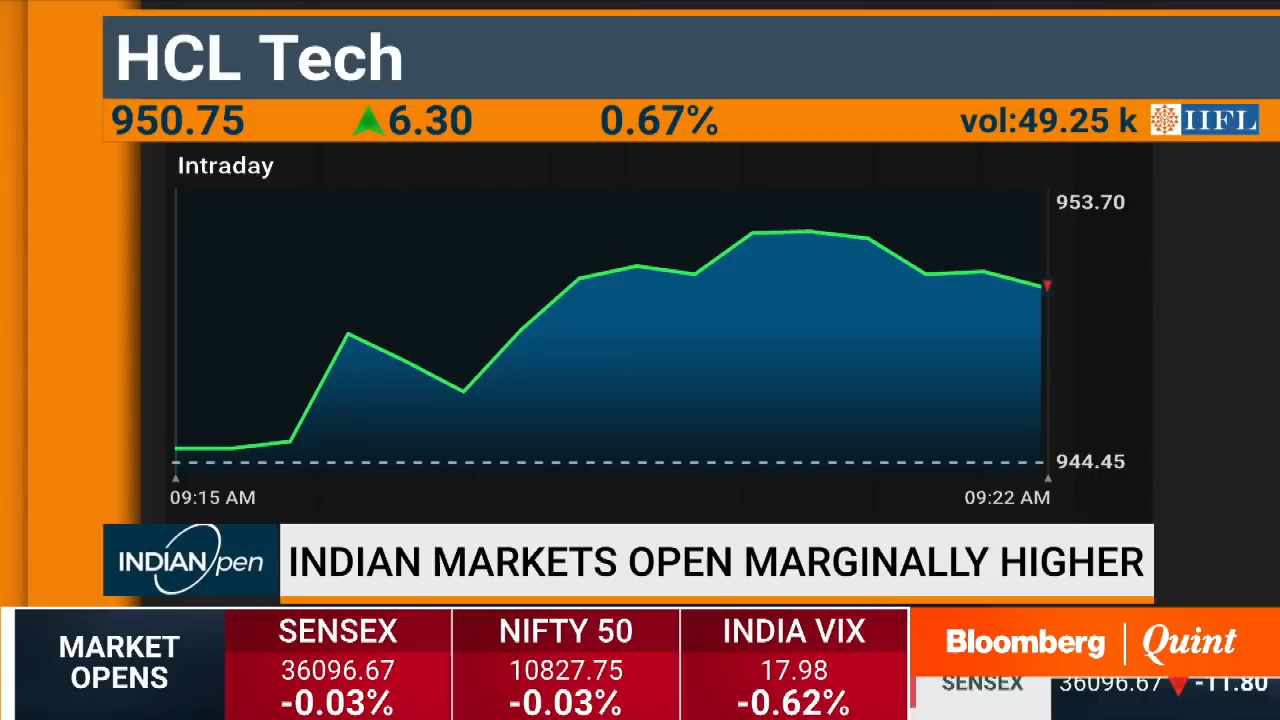 HCL Tech
950.75 6.30 0.67% vol:49.25 k IIFL
Intraday
953.70
944.45
09:15 AM 09:22 AM
INDIAN Open
INDIAN MARKETS OPEN MARGINALLY HIGHER
MARKET
OPENS
SENSEX
36096.67
-0.03%
NIFTY 50
10827.75
-0.03%
INDIA VIX
17.98
-0.62%
Bloomberg | Quint
SENSEX 36096.67 -11.80